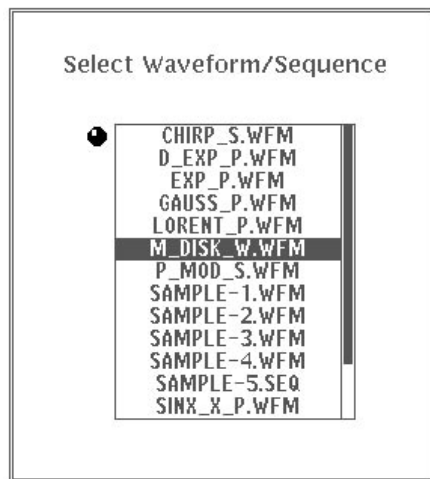 Select Waveform/Sequence
CHIRP_S.WFM
D_EXP_P.WFM
EXP_P.WFM
GAUSS_P.WFM
LORENT_P.WFM
M_DISK_W.WFM
P_MOD_S.WFM
SAMPLE-1.WFM
SAMPLE-2.WFM
SAMPLE-3.WFM
SAMPLE-4.WFM
SAMPLE-5.SEQ
SINX_X_P.WFM